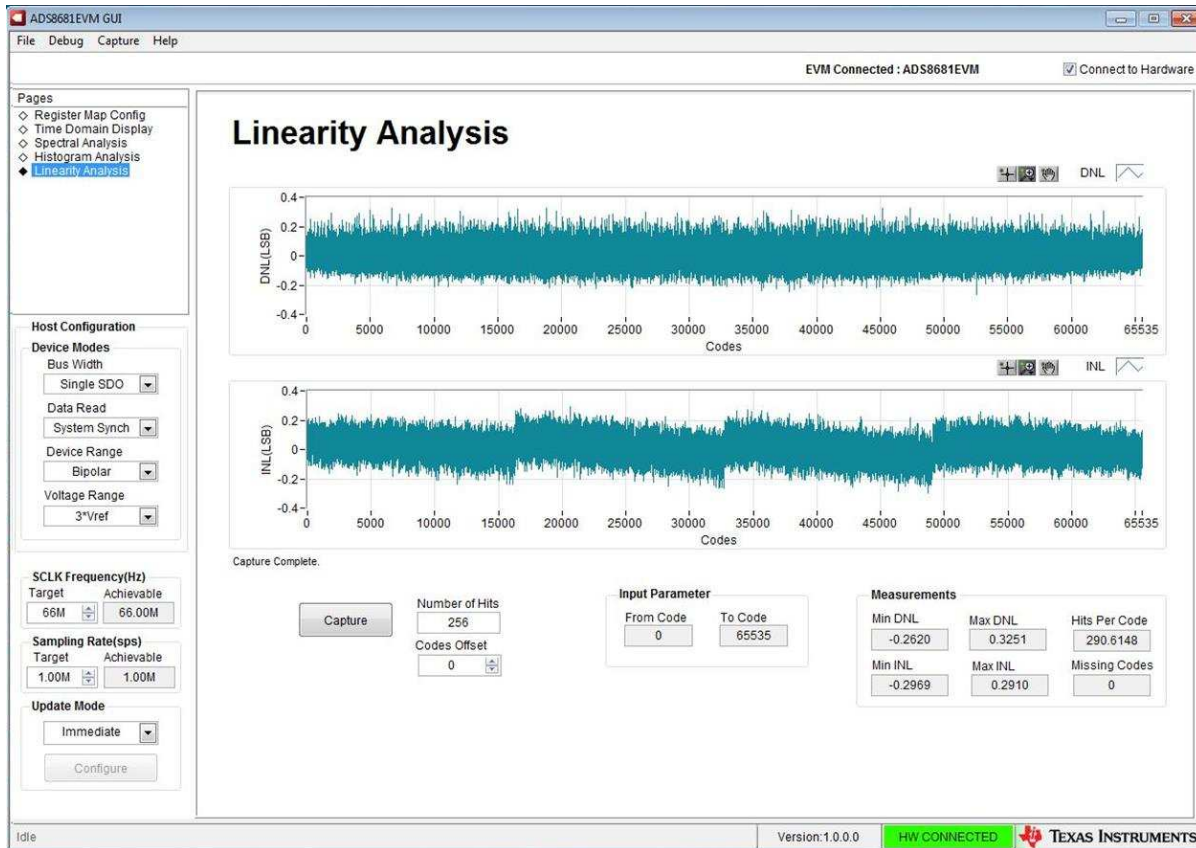 ADS8681EVM GUI
File Debug Capture Help
EVM Connected : ADS8681EVM
Connect to Hardware
Pages
Register Map Config
Time Domain Display
Spectral Analysis
Histogram Analysis
Linearity Analysis
Host Configuration
Device Modes
Bus Width
Single SDO
Data Read
System Synch
Device Range
Bipolar
Voltage Range
3*Vref
SCLK Frequency(Hz)
Target Achievable
66M 66.00M
Sampling Rate(sps)
Target Achievable
1.00M 1.00M
Update Mode
Immediate
Configure
Linearity Analysis
DNL
0.4
0.2
0
-0.2
-0.4
DNL(LSB)
0 5000 10000 15000 20000 25000 30000 35000 40000 45000 50000 55000 60000 65535
Codes
INL
0.4
0.2
0
-0.2
-0.4
INL(LSB)
0 5000 10000 15000 20000 25000 30000 35000 40000 45000 50000 55000 60000 65535
Codes
Capture Complete.
Capture
Number of Hits
256
Codes Offset
0
Input Parameter
From Code To Code
0 65535
Measurements
Min DNL Max DNL Hits Per Code
-0.2620 0.3251 290.6148
Min INL Max INL Missing Codes
-0.2969 0.2910 0
Idle
Version:1.0.0.0
HW CONNECTED
TEXAS INSTRUMENTS